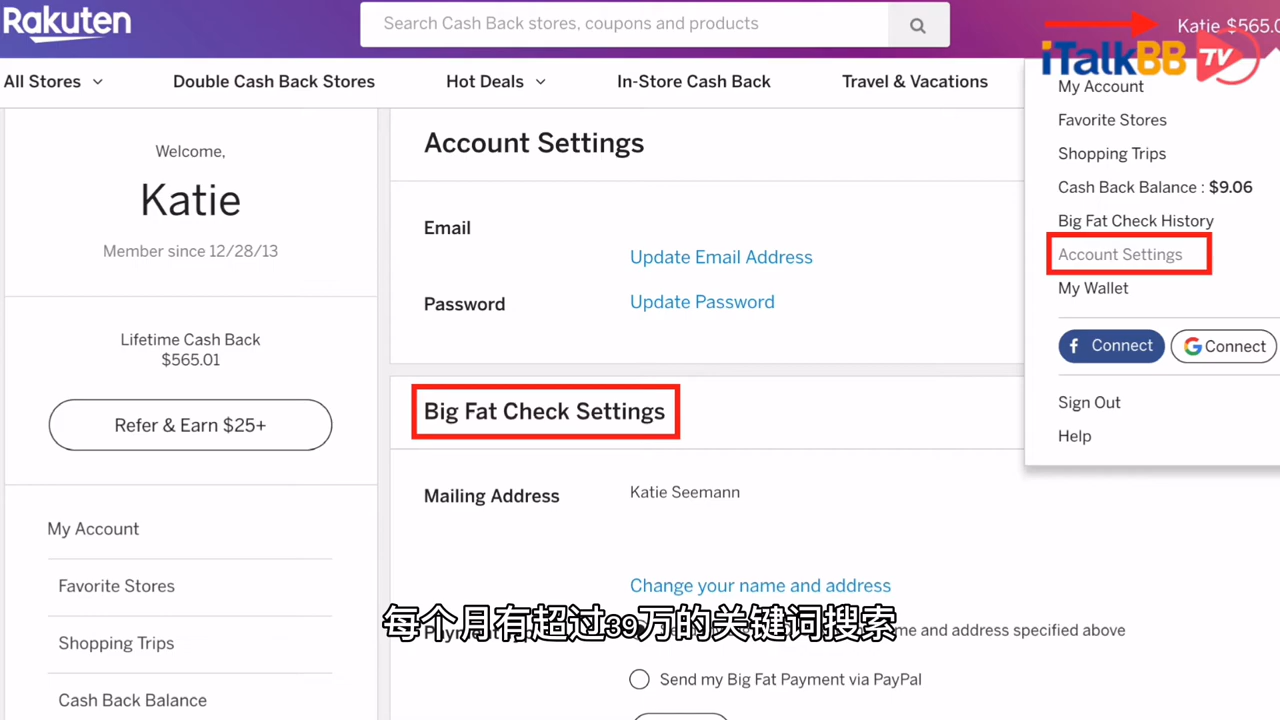 Rakuten
Search Cash Back stores, coupons and products
Katie $565.0
iTalkBB TV
All Stores
Double Cash Back Stores
Hot Deals
In-Store Cash Back
Travel & Vacations
My Account
Favorite Stores
Shopping Trips
Cash Back Balance : $9.06
Big Fat Check History
Account Settings
My Wallet
Connect
Connect
Sign Out
Help
Welcome,
Katie
Member since 12/28/13
Lifetime Cash Back
$565.01
Refer & Earn $25+
My Account
Favorite Stores
Shopping Trips
Cash Back Balance
Account Settings
Email
Update Email Address
Password
Update Password
Big Fat Check Settings
Mailing Address
Katie Seemann
Change your name and address
me and address specified above
Send my Big Fat Payment via PayPal
每个月有超过39万的关键词搜索